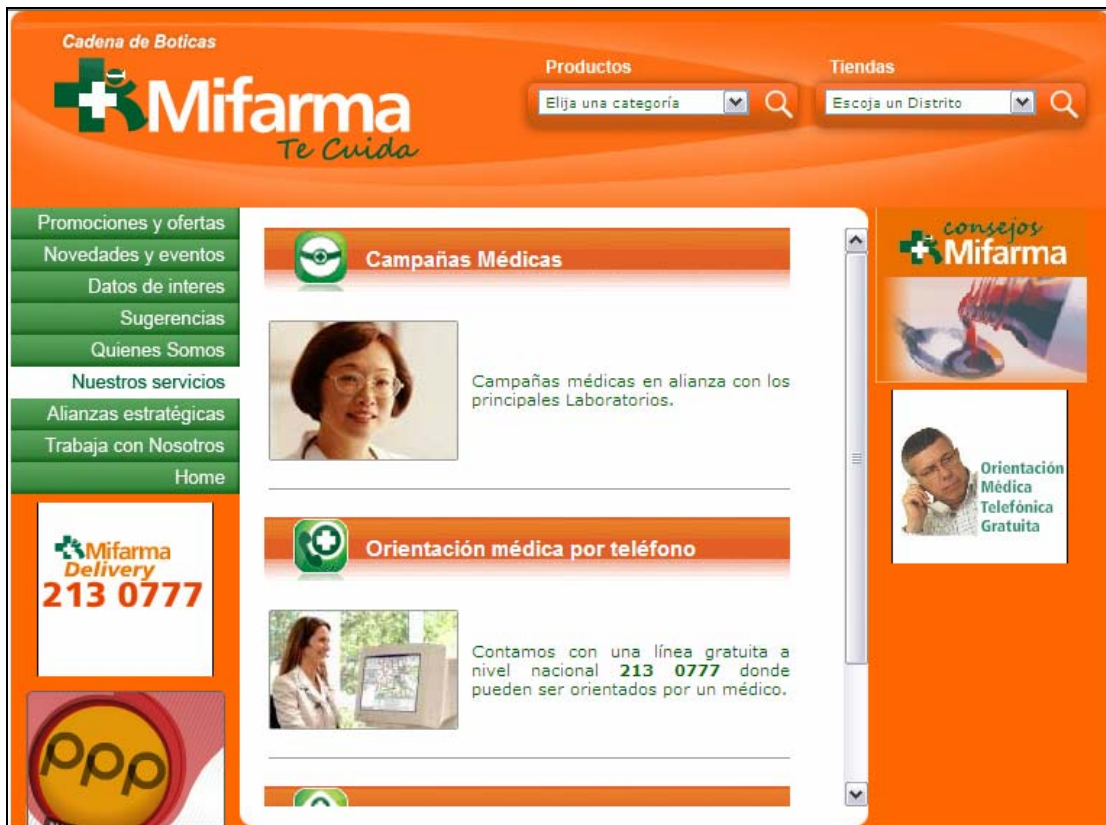 Cadena de Boticas
Mifarma
Te Cuida
Productos
Elija una categoría
Tiendas
Escoja un Distrito
Promociones y ofertas
Novedades y eventos
Datos de interes
Sugerencias
Quienes Somos
Nuestros servicios
Alianzas estratégicas
Trabaja con Nosotros
Home
Mifarma
Delivery
213 0777
ppp
Campañas Médicas
Campañas médicas en alianza con los
principales Laboratorios.
Orientación médica por teléfono
Contamos con una línea gratuita a
nivel nacional 213 0777 donde
pueden ser orientados por un médico.
consejos
Mifarma
Orientación
Médica
Telefónica
Gratuita